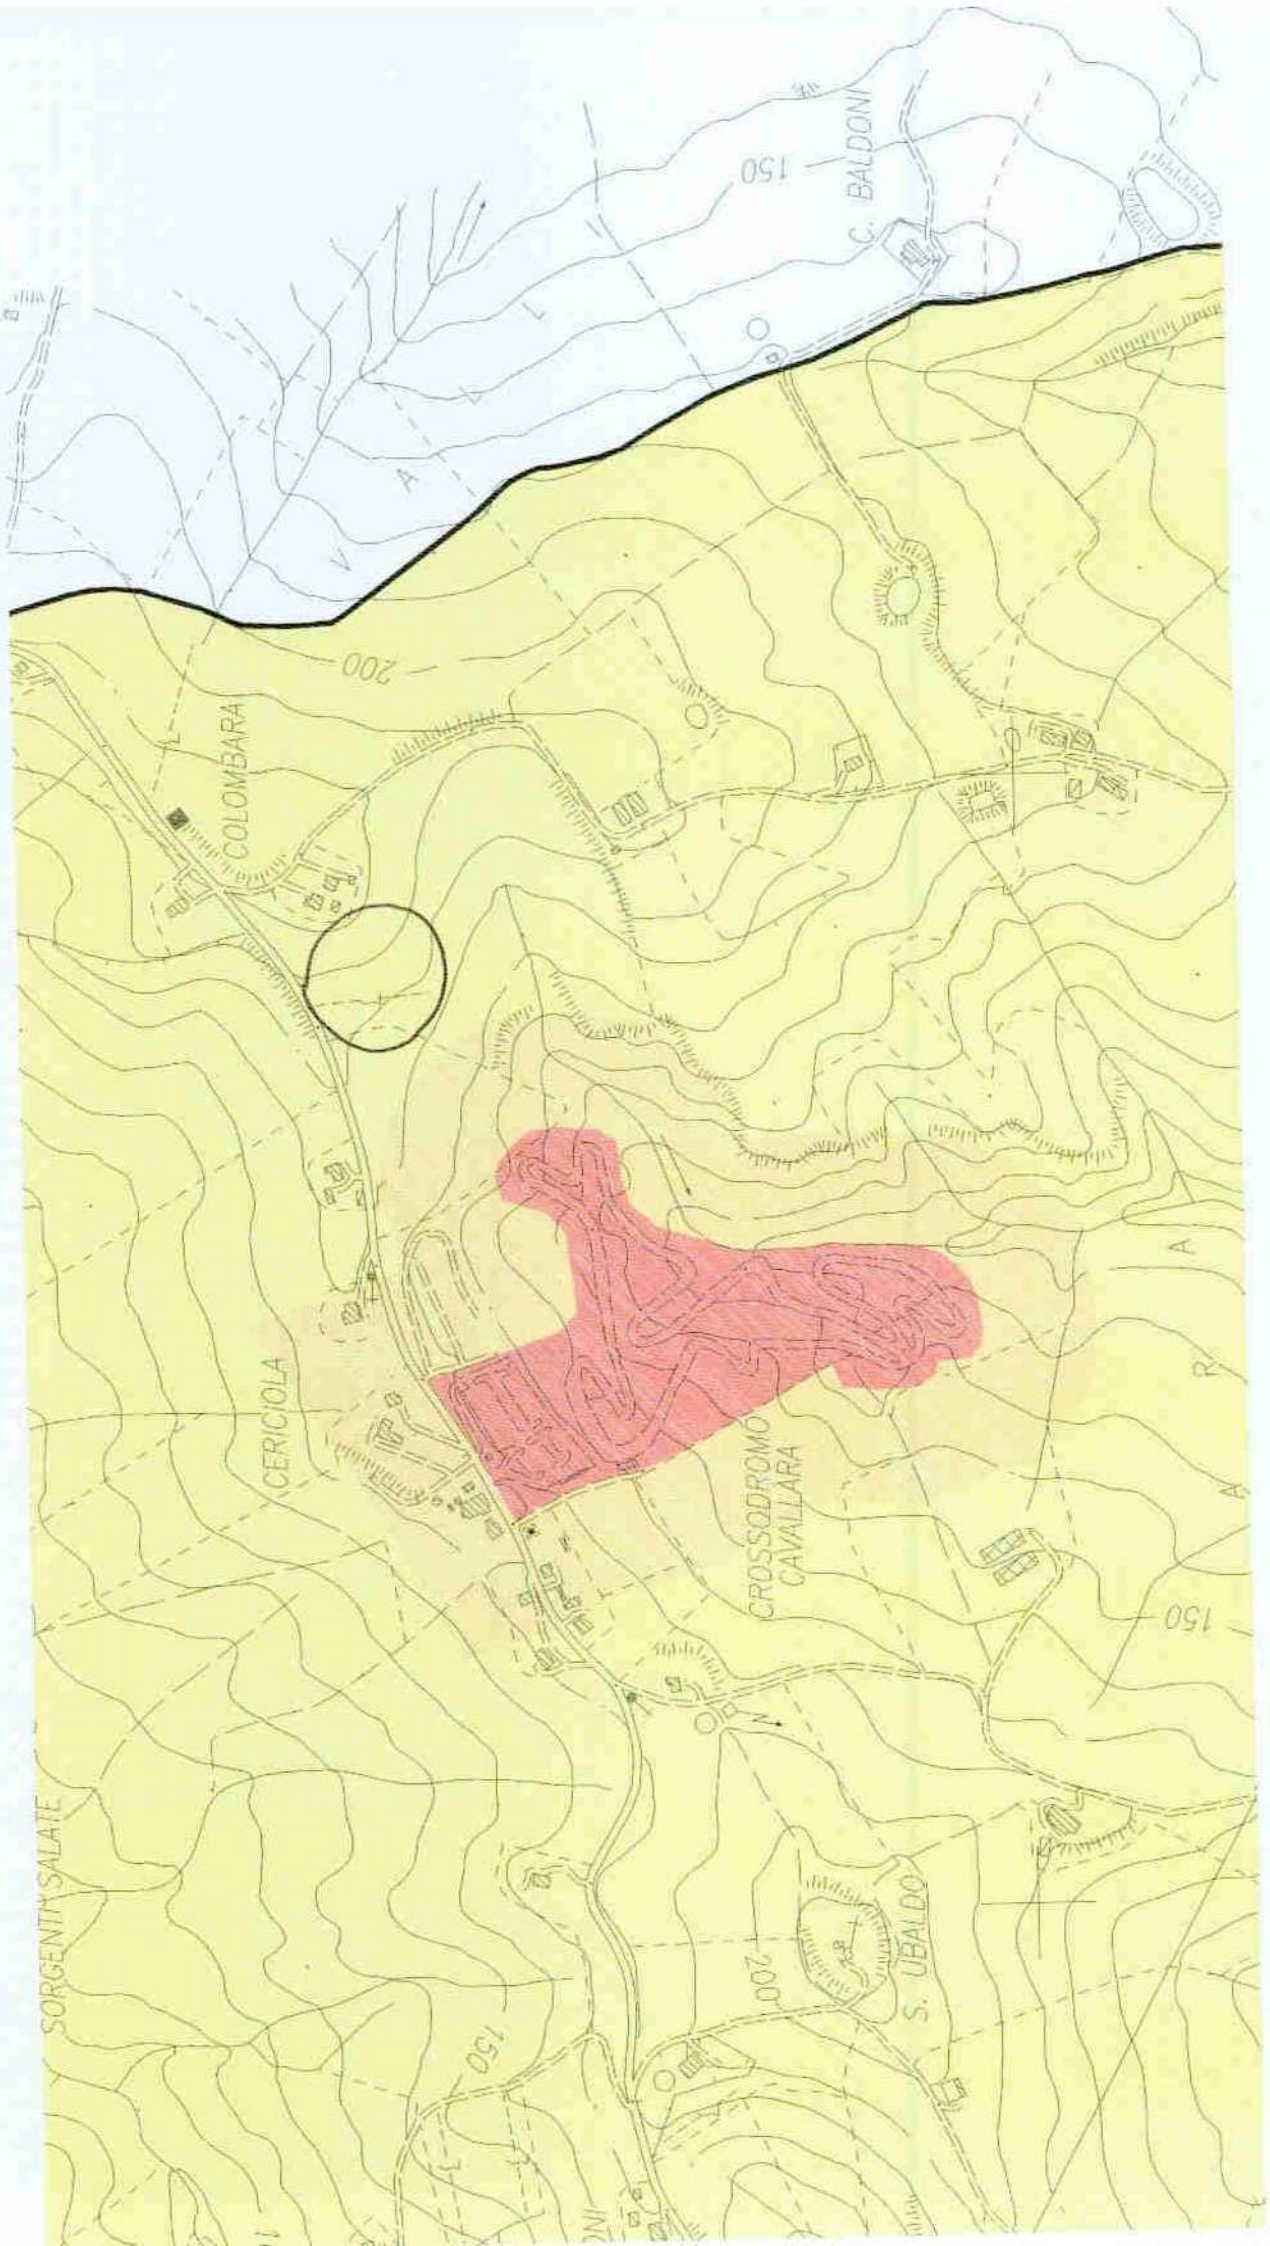 C. BALDONI
150
V A L L
200
COLOMBARA
CERICIOLA
CROSSODROMO
CAVALLARA
150
A R A
SORGENTI SALATE
S. UBALDO
200
150